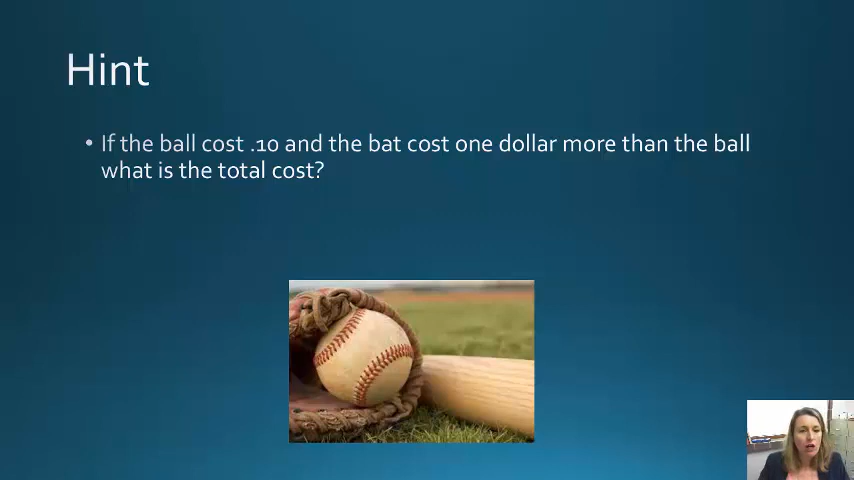 Hint
• If the ball cost .10 and the bat cost one dollar more than the ball
what is the total cost?